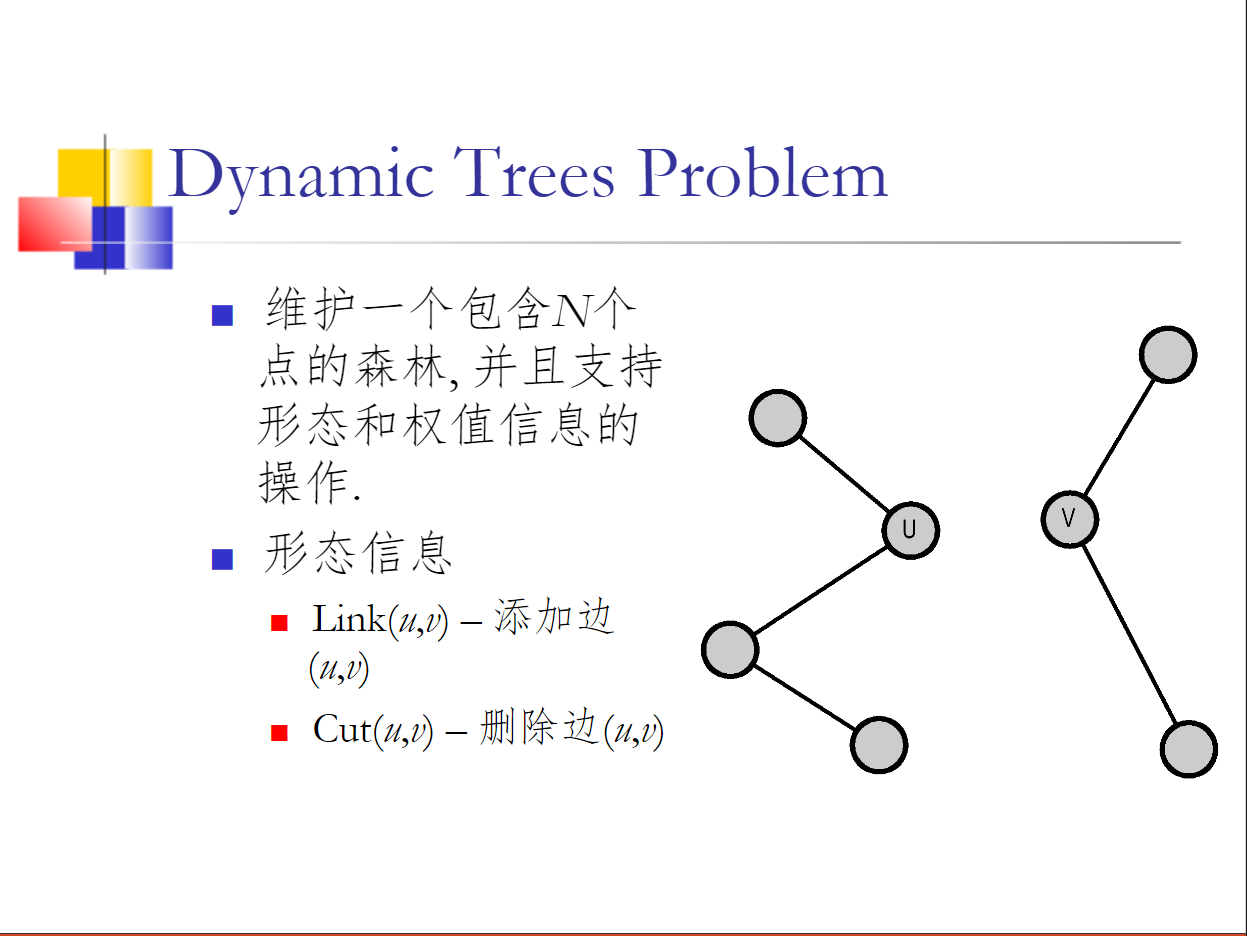 Dynamic Trees Problem
维护一个包含N个
点的森林, 并且支持
形态和权值信息的
操作.
形态信息
Link(u,v) – 添加边
(u,v)
Cut(u,v) – 删除边(u,v)
U
V